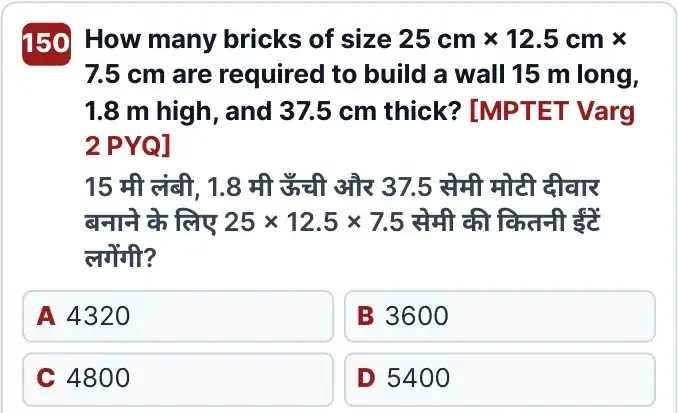 150 How many bricks of size 25 cm × 12.5 cm ×
7.5 cm are required to build a wall 15 m long,
1.8 m high, and 37.5 cm thick? [MPTET Varg
2 PYQ]
15 मी लंबी, 1.8 मी ऊँची और 37.5 सेमी मोटी दीवार
बनाने के लिए 25 × 12.5 × 7.5 सेमी की कितनी ईंटें
लगेंगी?
A 4320
B 3600
C 4800
D 5400